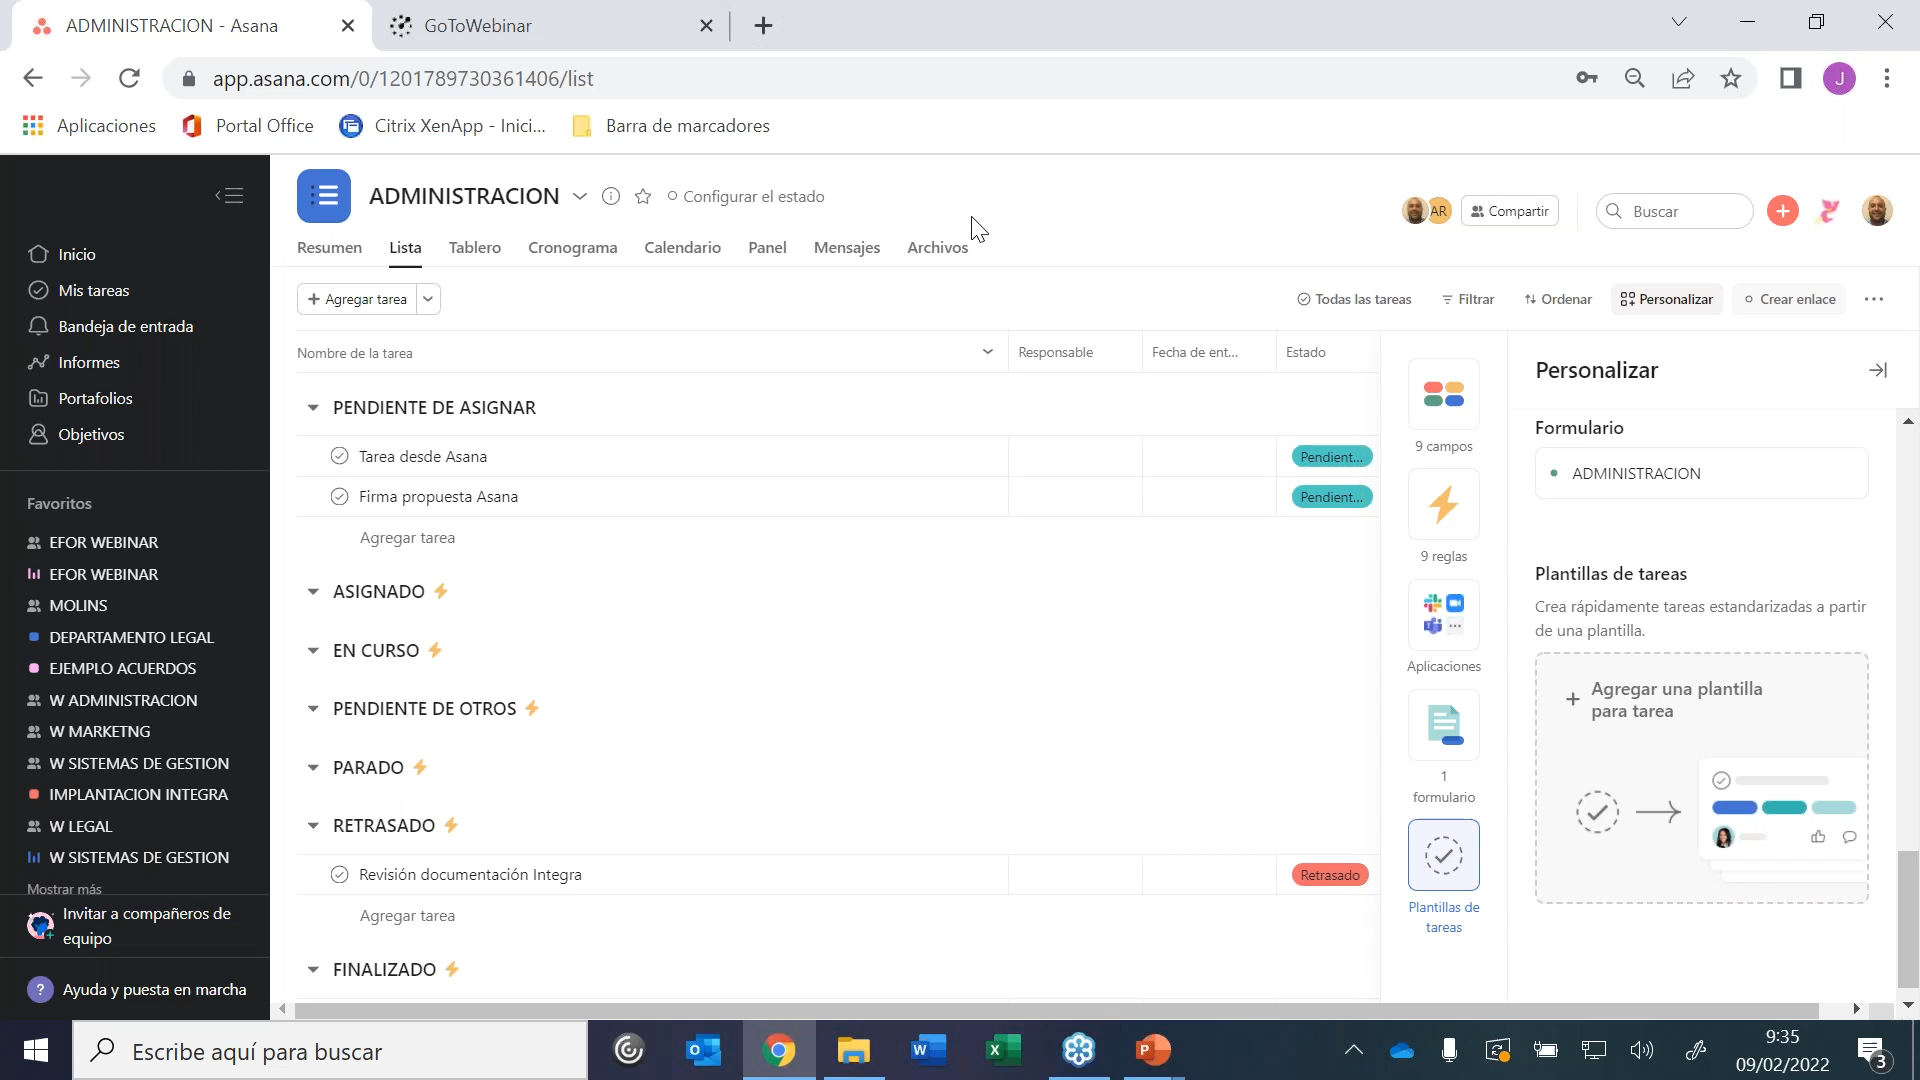 ADMINISTRACION - Asana
GoToWebinar
app.asana.com/0/1201789730361406/list
J
Aplicaciones
Portal Office
Citrix XenApp - Inici...
Barra de marcadores
ADMINISTRACION
Configurar el estado
AR
Compartir
Buscar
Resumen
Lista
Tablero
Cronograma
Calendario
Panel
Mensajes
Archivos
Inicio
Mis tareas
Bandeja de entrada
Informes
Portafolios
Objetivos
Favoritos
EFOR WEBINAR
EFOR WEBINAR
MOLINS
DEPARTAMENTO LEGAL
EJEMPLO ACUERDOS
W ADMINISTRACION
W MARKETNG
W SISTEMAS DE GESTION
IMPLANTACION INTEGRA
W LEGAL
W SISTEMAS DE GESTION
Mostrar más
Invitar a compañeros de
equipo
? Ayuda y puesta en marcha
+ Agregar tarea
Todas las tareas
Filtrar
Ordenar
Personalizar
Crear enlace
Nombre de la tarea
Responsable
Fecha de ent...
Estado
PENDIENTE DE ASIGNAR
Tarea desde Asana
Pendient...
Firma propuesta Asana
Pendient...
Agregar tarea
ASIGNADO
EN CURSO
PENDIENTE DE OTROS
PARADO
RETRASADO
Revisión documentación Integra
Retrasado
Agregar tarea
FINALIZADO
9 campos
9 reglas
Aplicaciones
1
formulario
Plantillas de
tareas
Personalizar
Formulario
ADMINISTRACION
Plantillas de tareas
Crea rápidamente tareas estandarizadas a partir
de una plantilla.
+ Agregar una plantilla
para tarea
Escribe aquí para buscar
9:35
09/02/2022
3